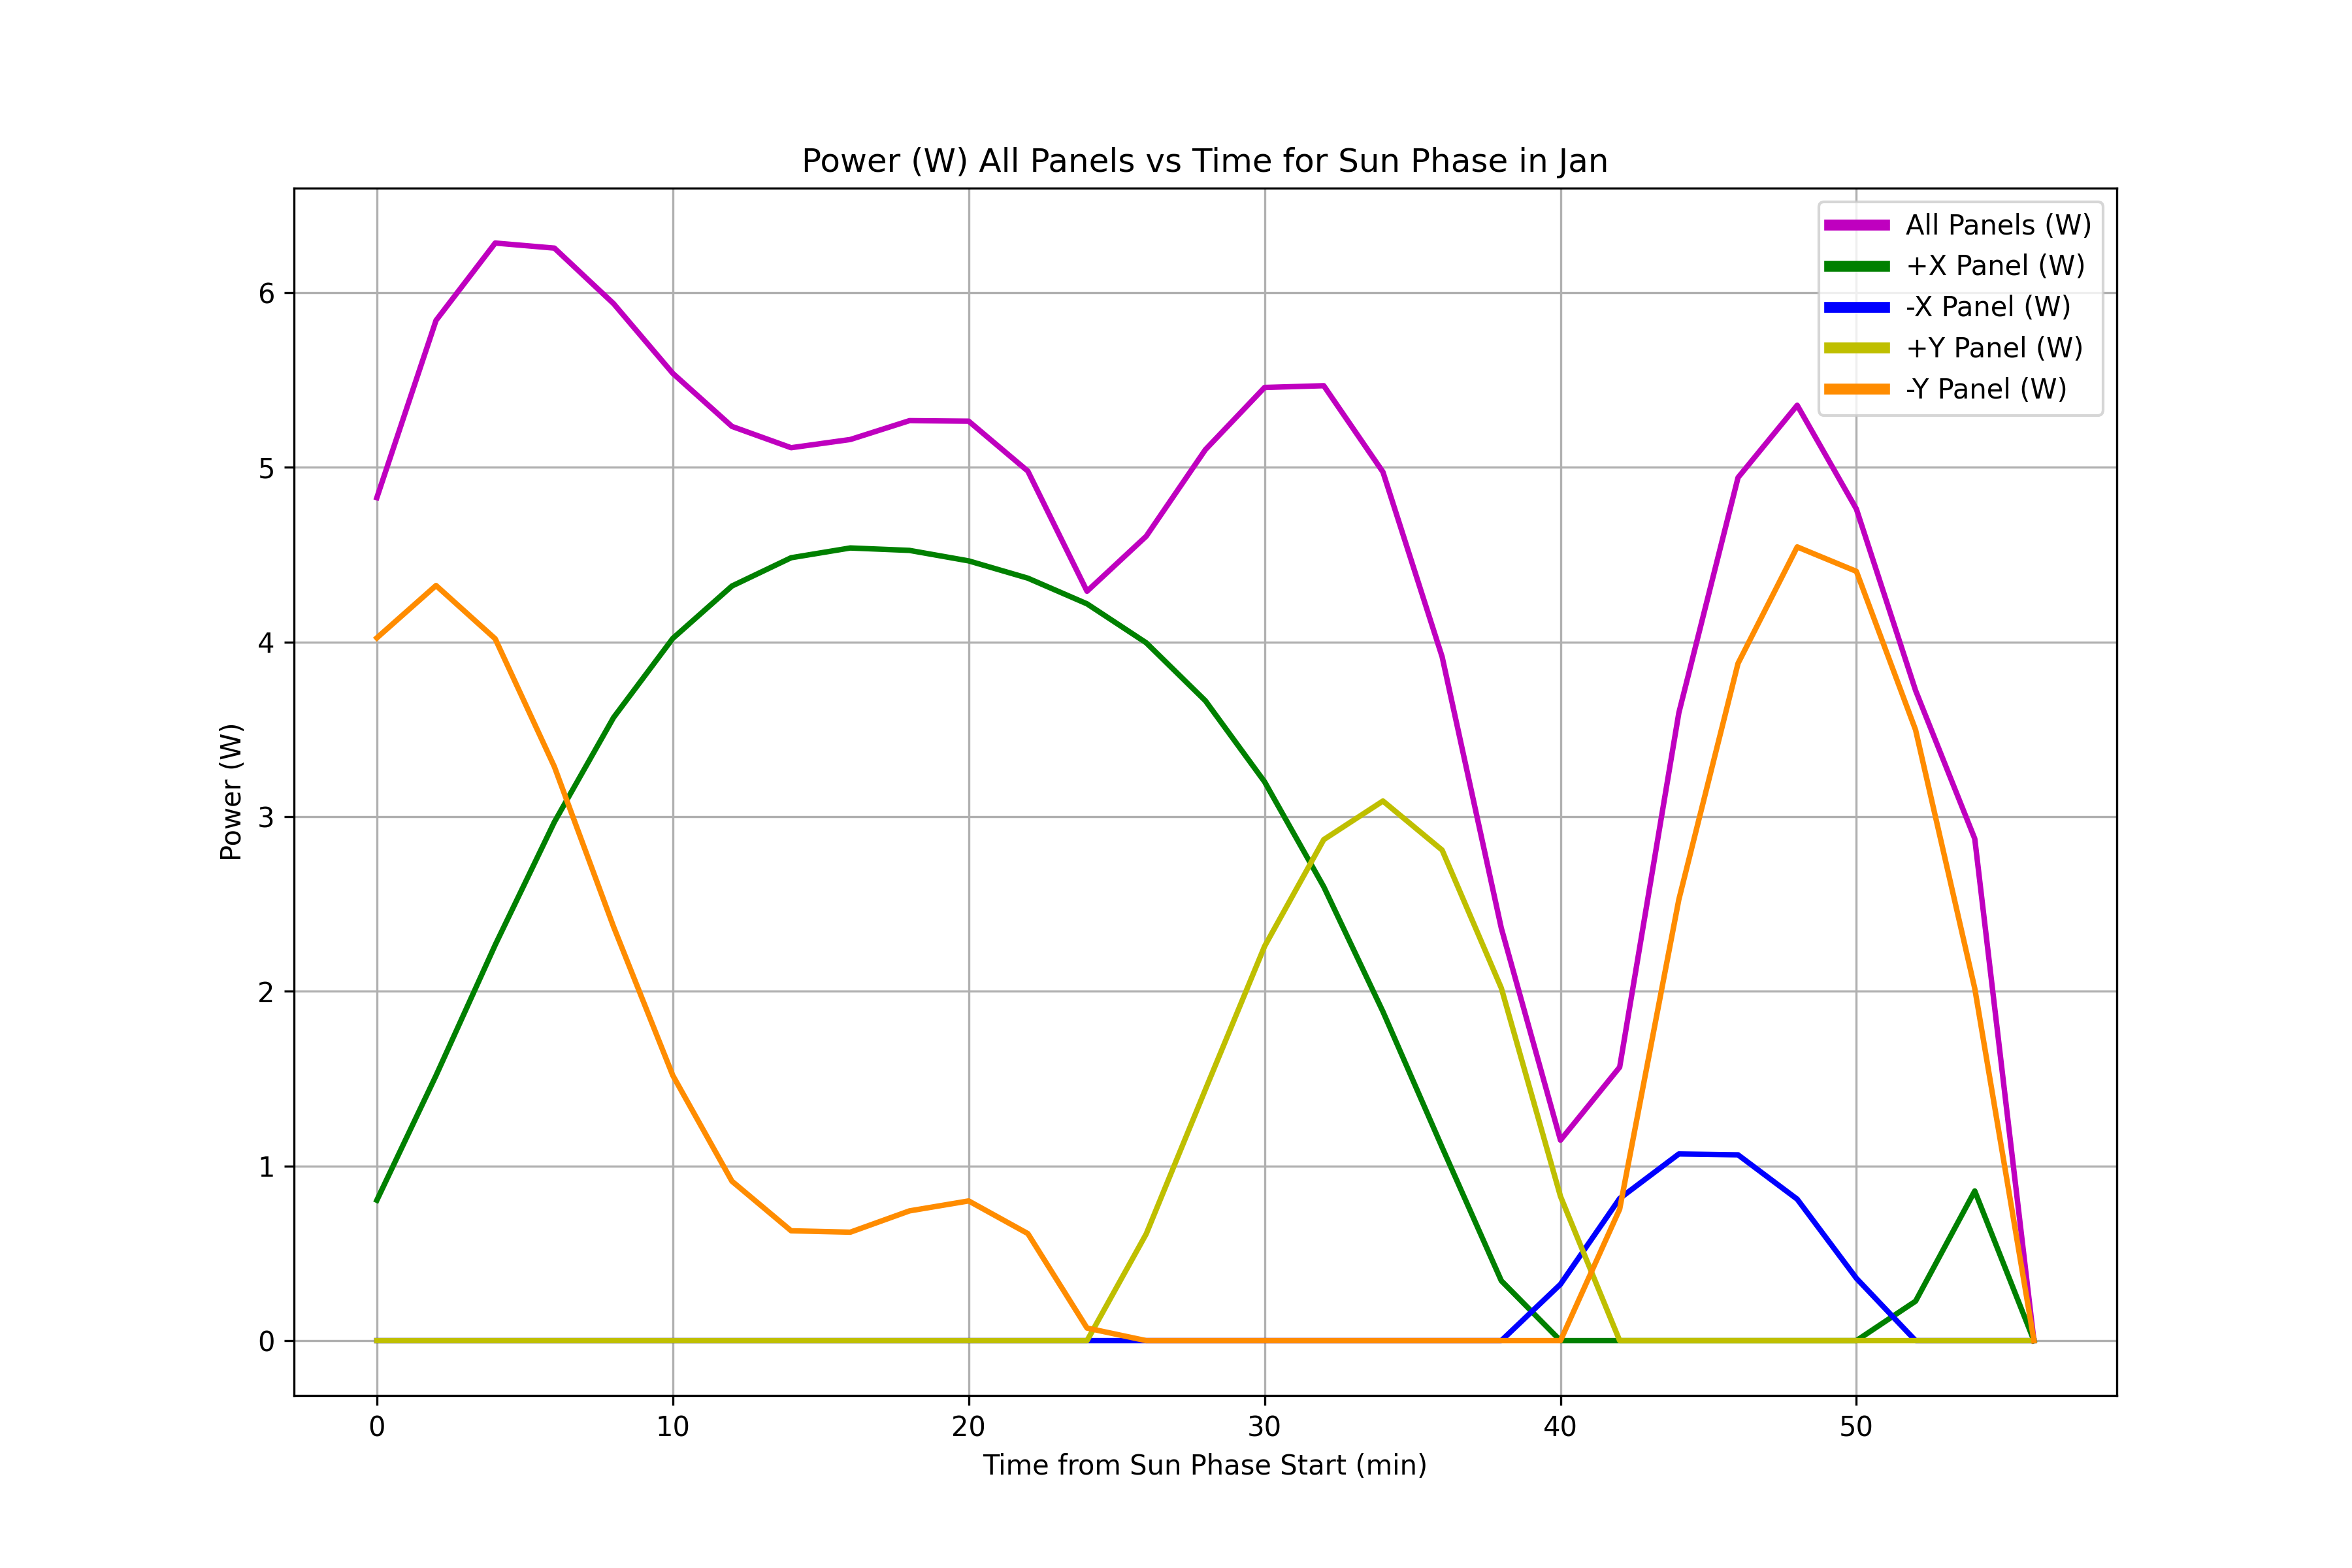 Power (W) All Panels vs Time for Sun Phase in Jan
All Panels (W)
+X Panel (W)
-X Panel (W)
+Y Panel (W)
-Y Panel (W)
Power (W)
6
5
4
3
2
1
0
0 10 20 30 40 50
Time from Sun Phase Start (min)